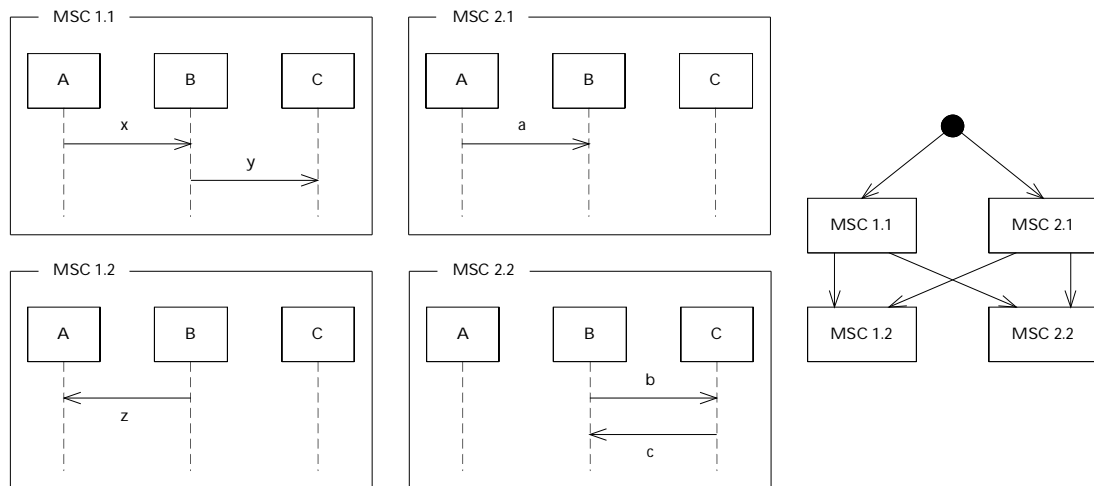 MSC 1.1
A B C
x
y
MSC 2.1
A B C
a
MSC 1.2
A B C
z
MSC 2.2
A B C
b
c
MSC 1.1 MSC 2.1
MSC 1.2 MSC 2.2